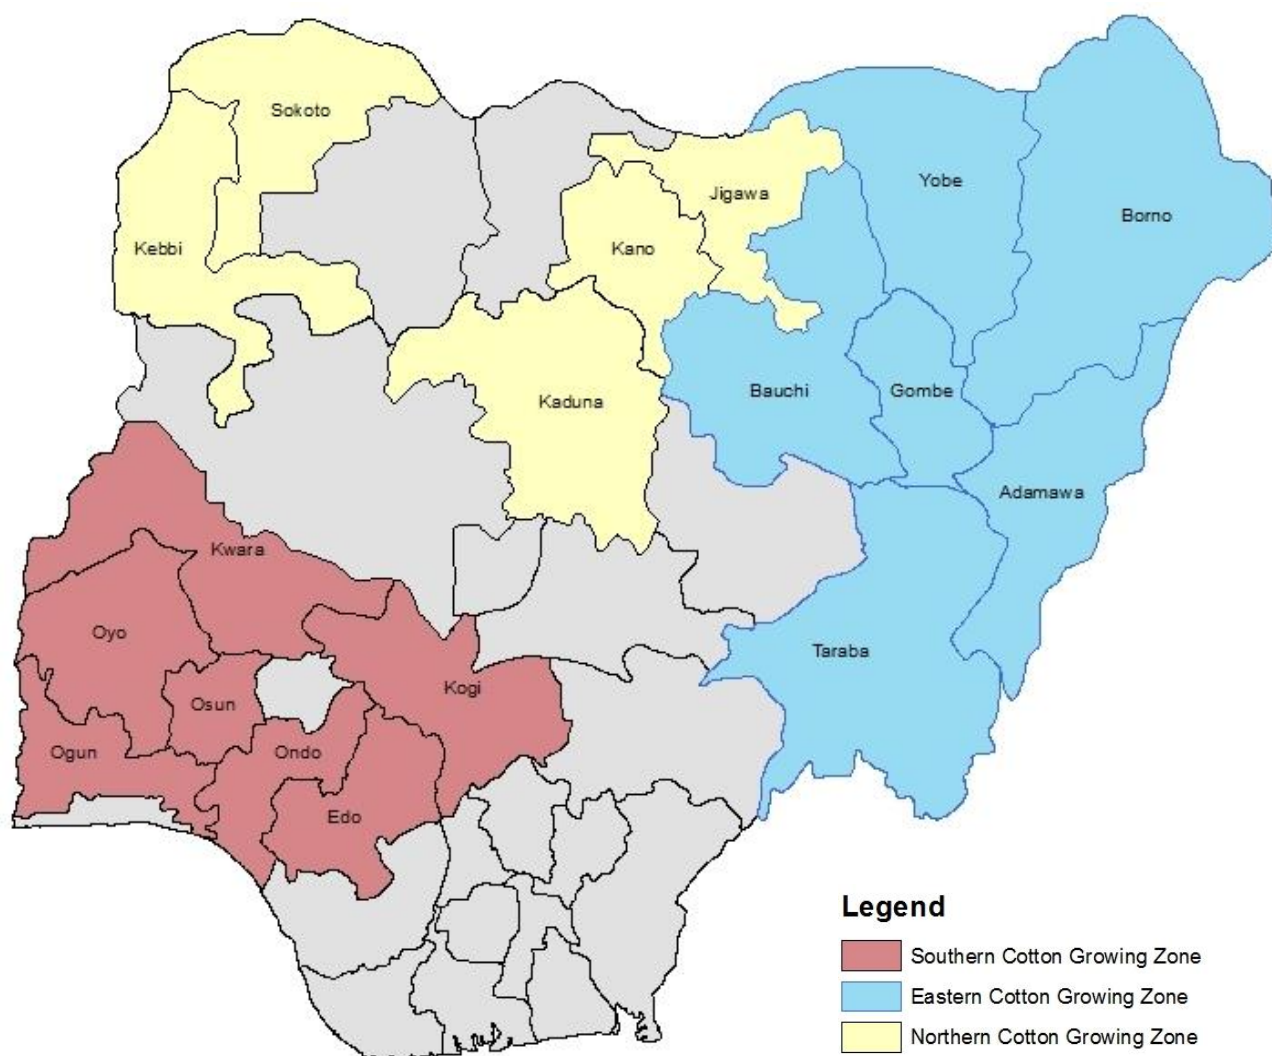 Sokoto
Yobe
Jigawa
Borno
Kebbi
Kano
Bauchi
Gombe
Kaduna
Adamawa
Kwara
Oyo
Taraba
Kogi
Osun
Ogun
Ondo
Edo
Legend
Southern Cotton Growing Zone
Eastern Cotton Growing Zone
Northern Cotton Growing Zone